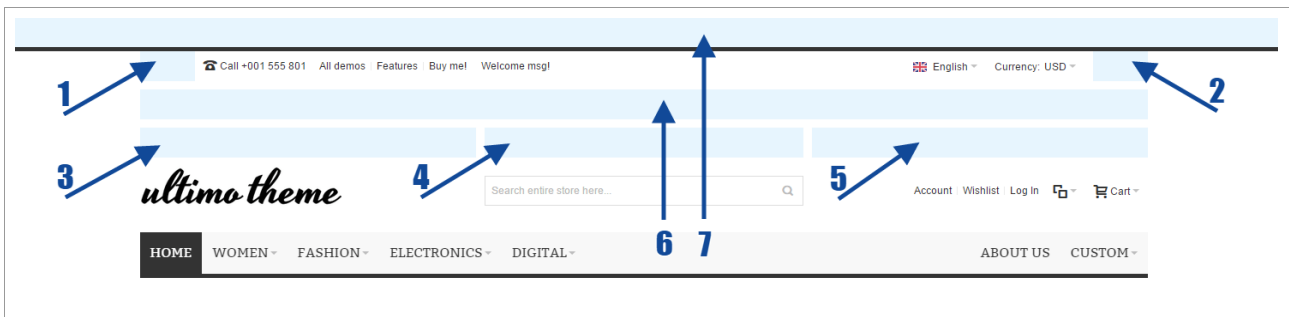 Call +001 555 801 All demos Features Buy me! Welcome msg! English Currency: USD
1 2
3 ultimo theme 4 Search entire store here... 5 Account Wishlist Log In Cart
6 7
HOME WOMEN FASHION ELECTRONICS DIGITAL ABOUT US CUSTOM